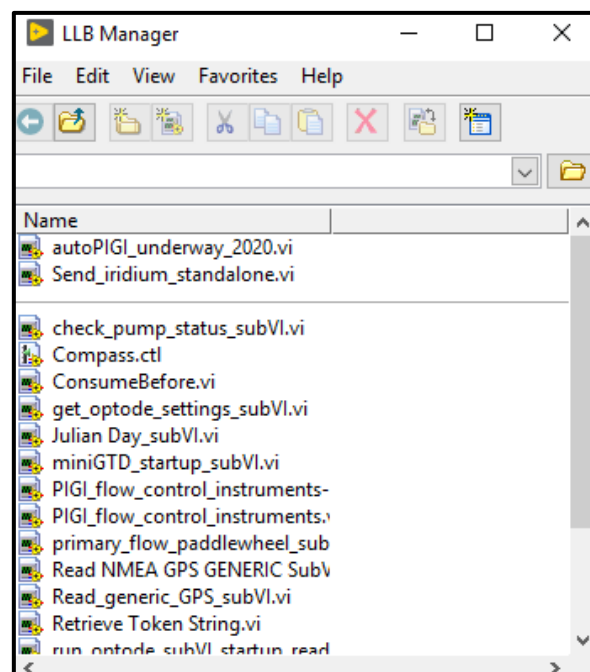 LLB Manager
File Edit View Favorites Help
Name
autoPIGI_underway_2020.vi
Send_iridium_standalone.vi
check_pump_status_subVI.vi
Compass.ctl
ConsumeBefore.vi
get_optode_settings_subVI.vi
Julian Day_subVI.vi
miniGTD_startup_subVI.vi
PIGI_flow_control_instruments-
PIGI_flow_control_instruments.v
primary_flow_paddlewheel_sub
Read NMEA GPS GENERIC SubV
Read_generic_GPS_subVI.vi
Retrieve Token String.vi
run_optode_subVI_startup_read